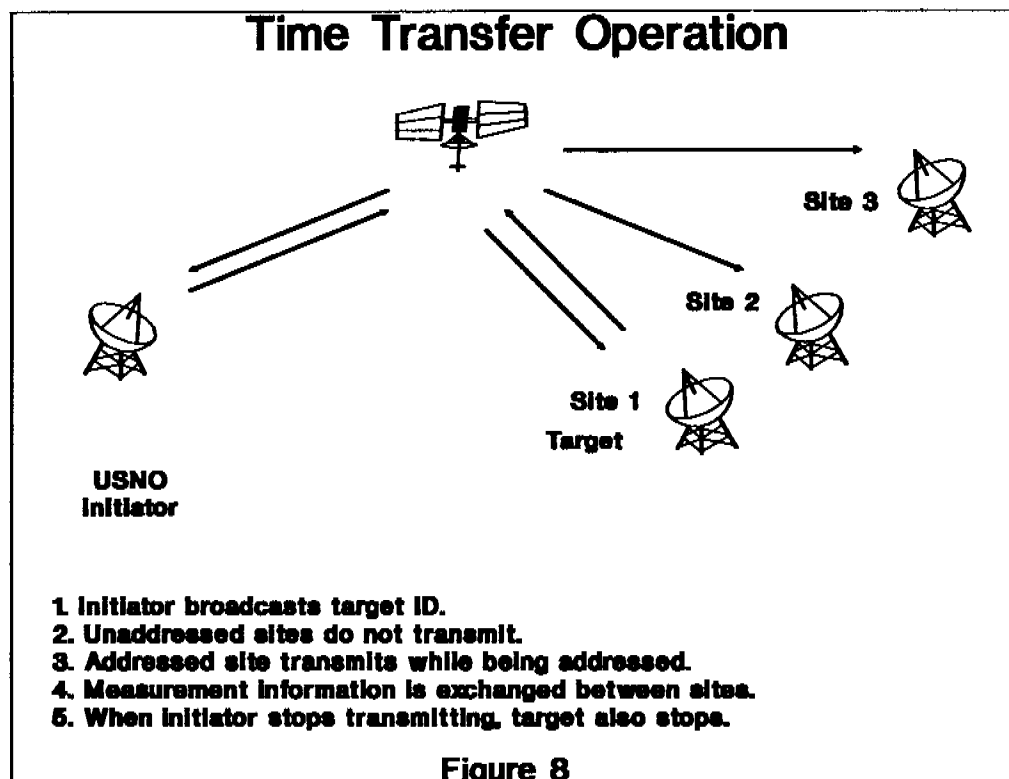 Time Transfer Operation
Site 3
Site 2
Site 1
Target
USNO
Initiator
1. Initiator broadcasts target ID.
2. Unaddressed sites do not transmit.
3. Addressed site transmits while being addressed.
4. Measurement information is exchanged between sites.
5. When initiator stops transmitting, target also stops.
Figure 8